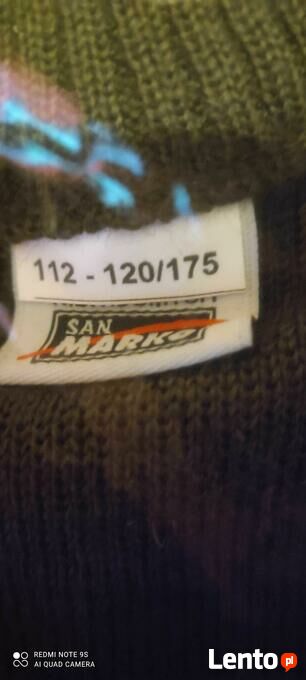 112 - 120/175
SAN
MARKO
REDMI NOTE 9S
AI QUAD CAMERA
Lento pl